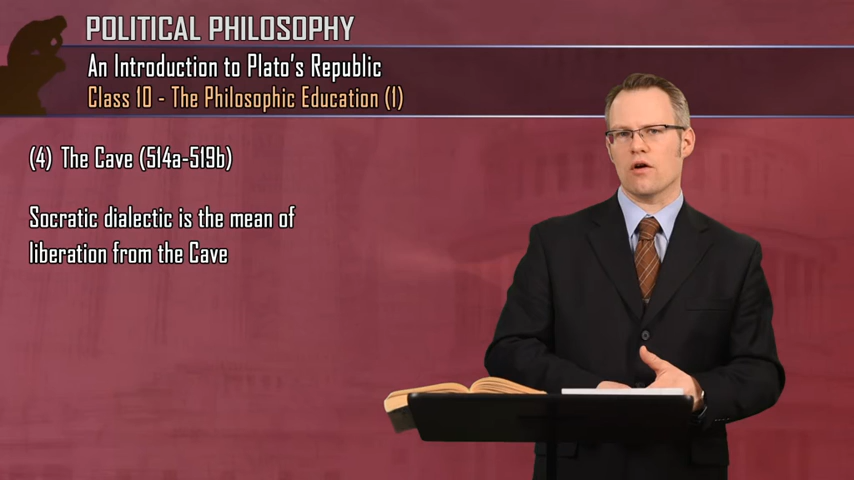 POLITICAL PHILOSOPHY
An Introduction to Plato's Republic
Class 10 - The Philosophic Education (1)
(4) The Cave (514a-519b)
Socratic dialectic is the mean of
liberation from the Cave